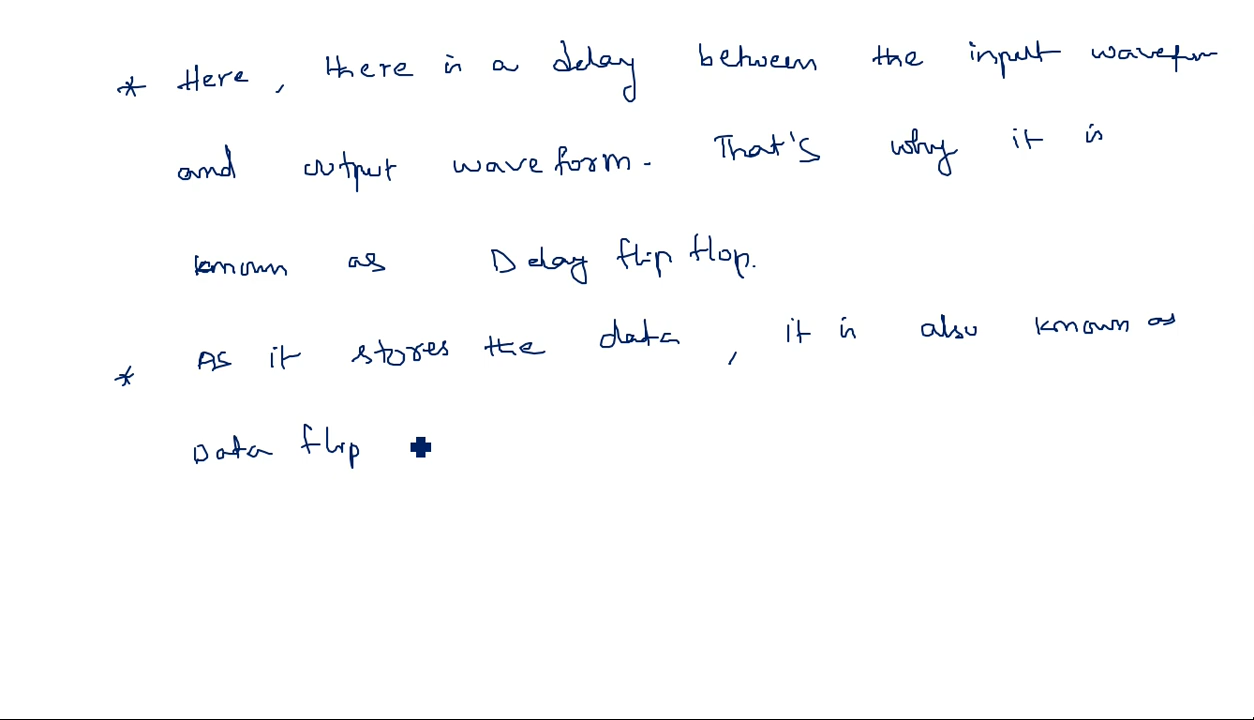 * Here, there is a delay between the input waveform
and output waveform. That's why it is
known as Delay flip flop.
* As it stores the data, it is also known as
Data flip